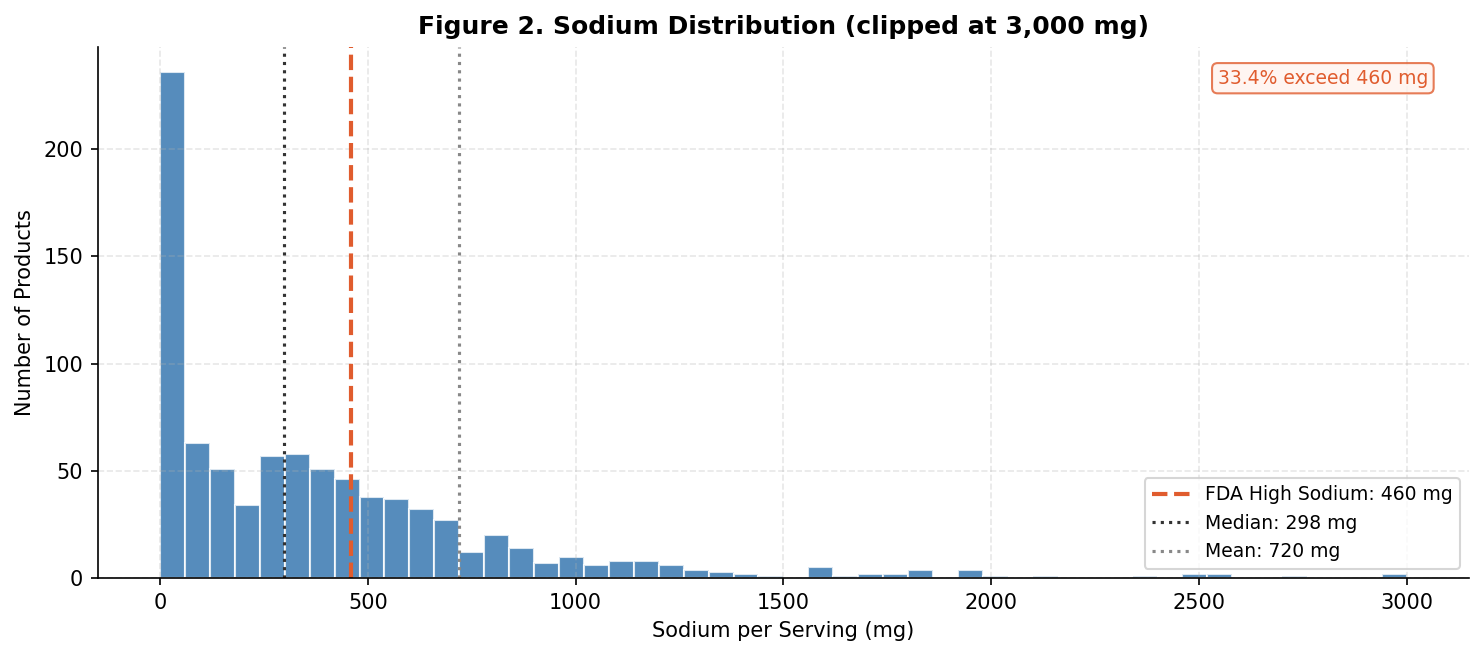 Figure 2. Sodium Distribution (clipped at 3,000 mg)
33.4% exceed 460 mg
Number of Products
200
150
100
50
0
FDA High Sodium: 460 mg
Median: 298 mg
Mean: 720 mg
0 500 1000 1500 2000 2500 3000
Sodium per Serving (mg)